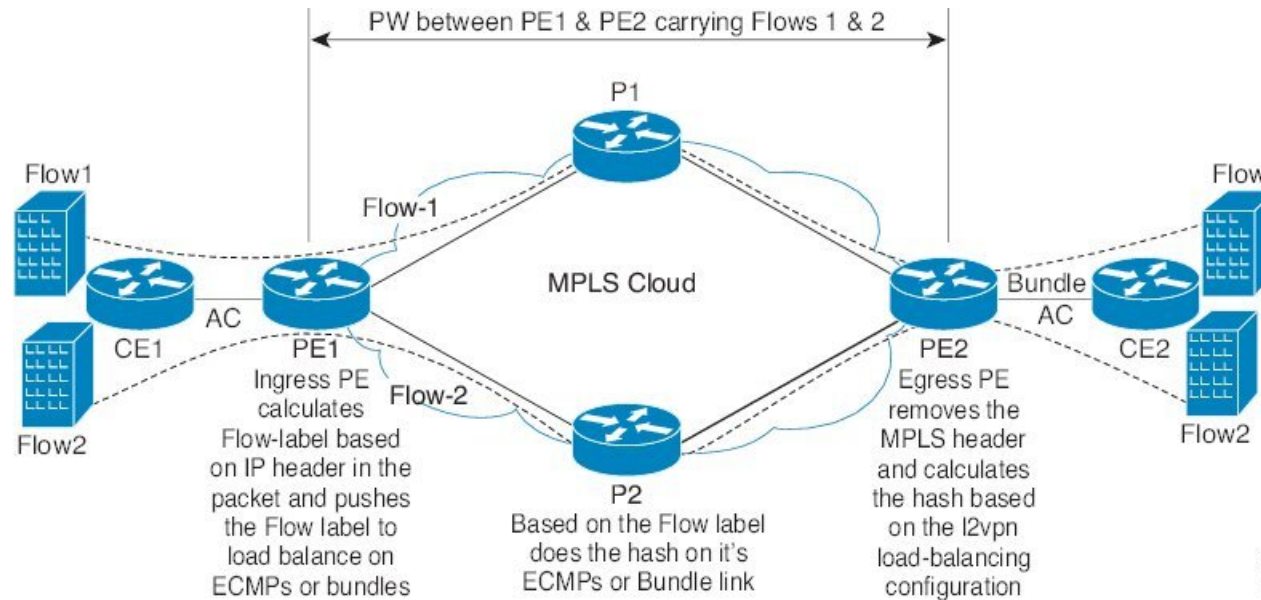 PW between PE1 & PE2 carrying Flows 1 & 2
P1
Flow1
Flow
Flow-1
MPLS Cloud
Bundle
AC
AC
CE1
PE1
PE2
CE2
Ingress PE
calculates
Flow-label based
on IP header in the
packet and pushes
the Flow label to
load balance on
ECMPs or bundles
Flow-2
Flow2
P2
Based on the Flow label
does the hash on it's
ECMPs or Bundle link
Egress PE
removes the
MPLS header
and calculates
the hash based
on the l2vpn
load-balancing
configuration
Flow2